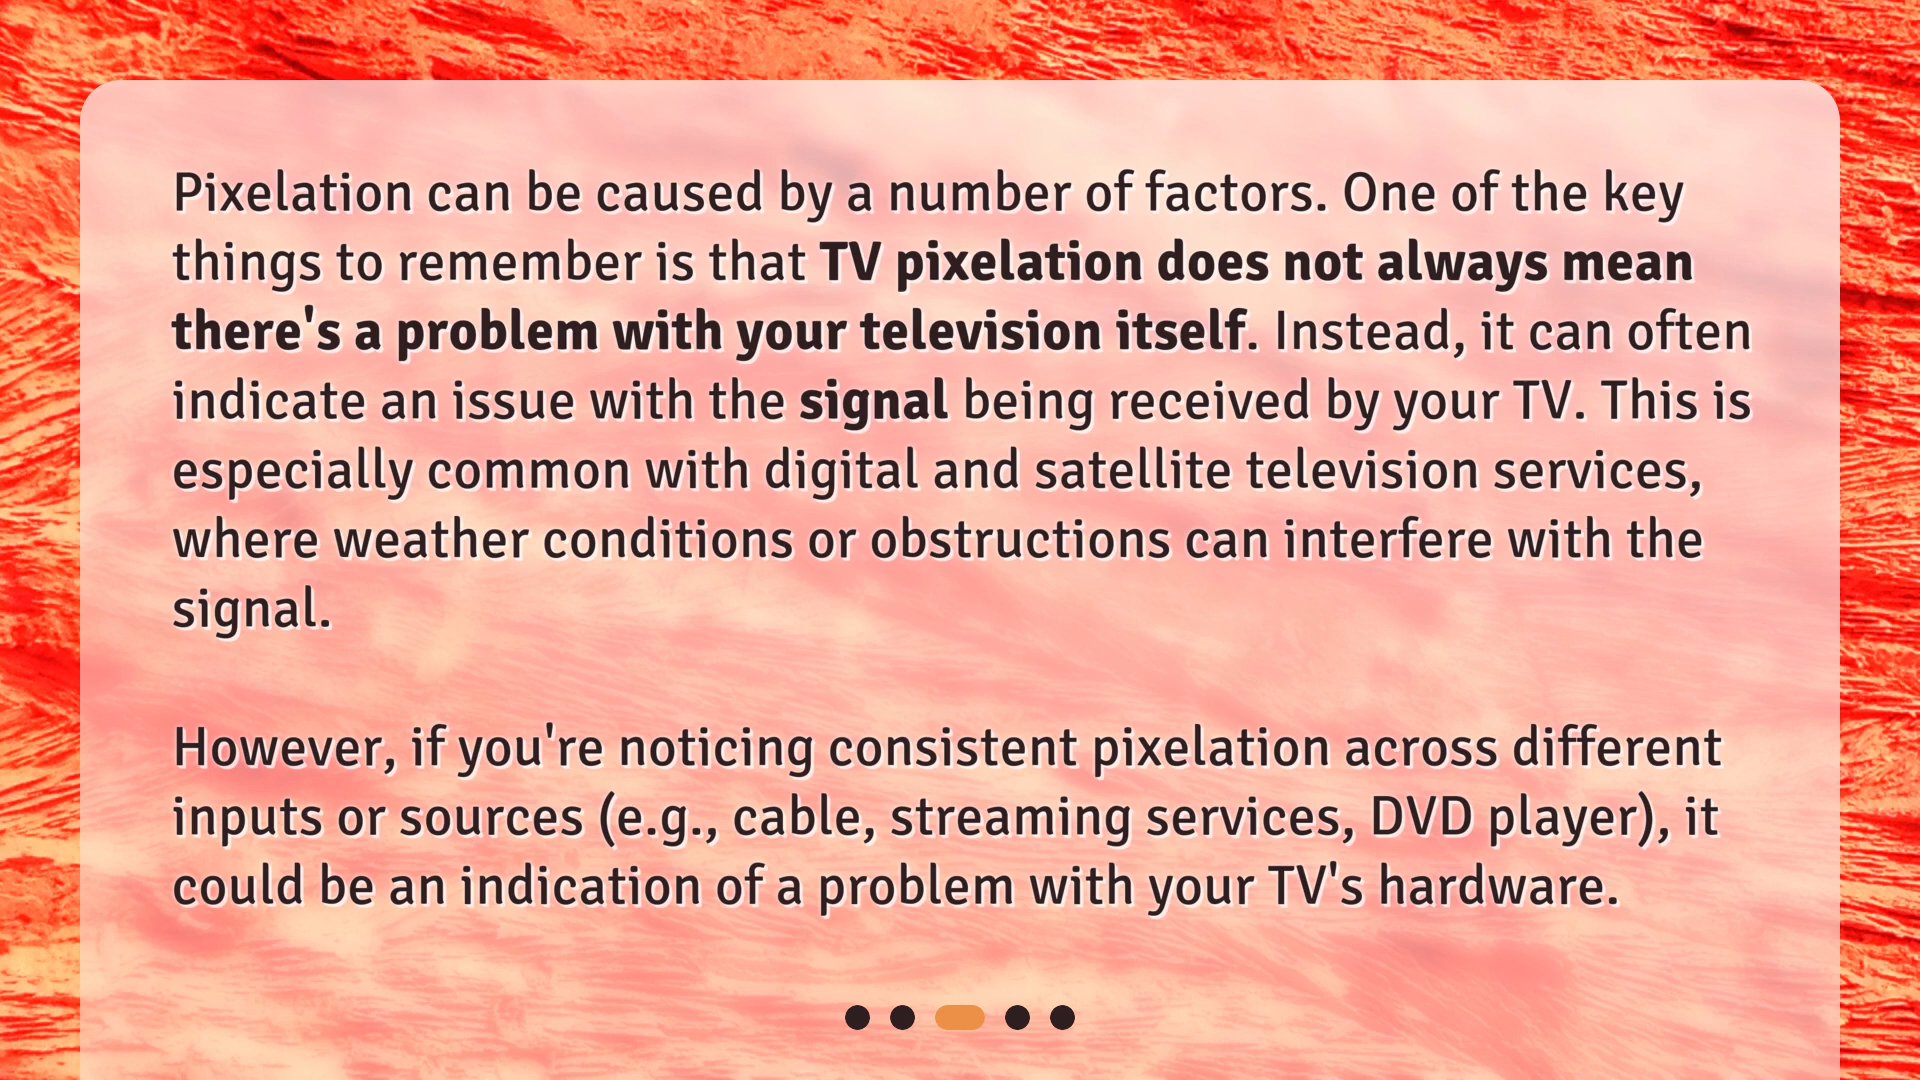 Pixelation can be caused by a number of factors. One of the key
things to remember is that TV pixelation does not always mean
there's a problem with your television itself. Instead, it can often
indicate an issue with the signal being received by your TV. This is
especially common with digital and satellite television services,
where weather conditions or obstructions can interfere with the
signal.
However, if you're noticing consistent pixelation across different
inputs or sources (e.g., cable, streaming services, DVD player), it
could be an indication of a problem with your TV's hardware.